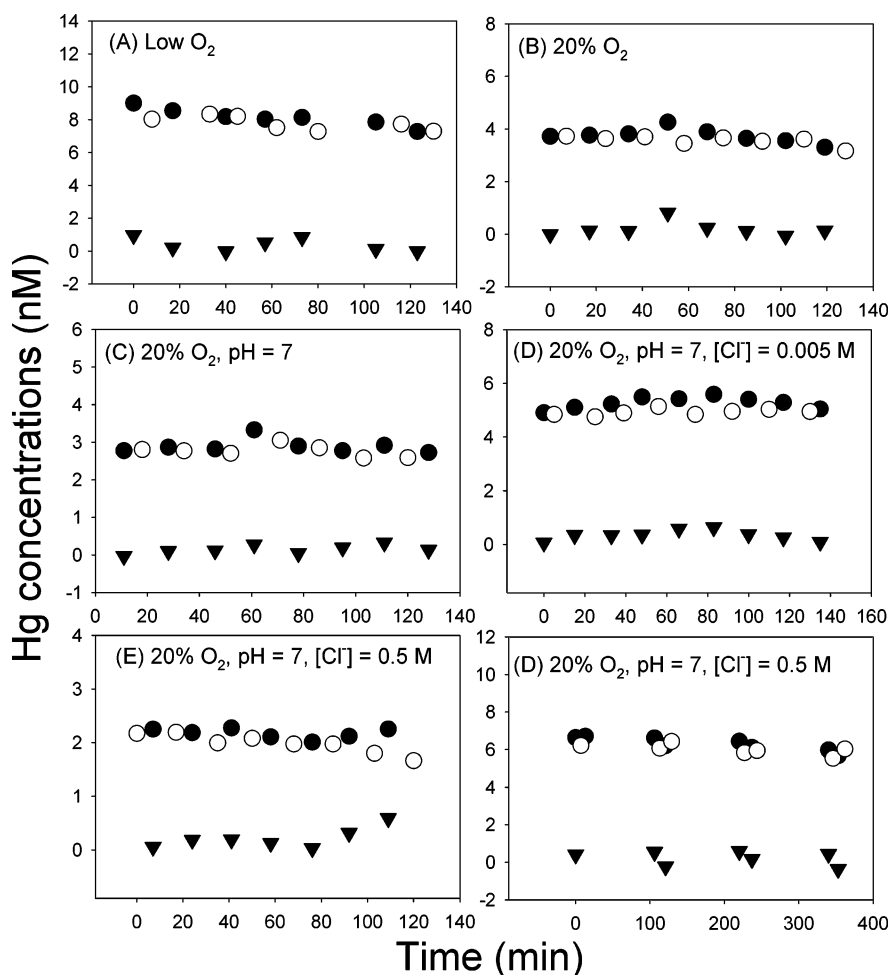 Hg concentrations (nM)
(A) Low O₂
14
12
10
8
6
4
2
0
-2
0 20 40 60 80 100 120 140
(B) 20% O₂
8
6
4
2
0
-2
0 20 40 60 80 100 120 140
(C) 20% O₂, pH = 7
6
5
4
3
2
1
0
-1
0 20 40 60 80 100 120 140
(D) 20% O₂, pH = 7, [Cl⁻] = 0.005 M
8
6
4
2
0
0 20 40 60 80 100 120 140 160
(E) 20% O₂, pH = 7, [Cl⁻] = 0.5 M
4
3
2
1
0
0 20 40 60 80 100 120 140
(D) 20% O₂, pH = 7, [Cl⁻] = 0.5 M
12
10
8
6
4
2
0
-2
0 100 200 300 400
Time (min)